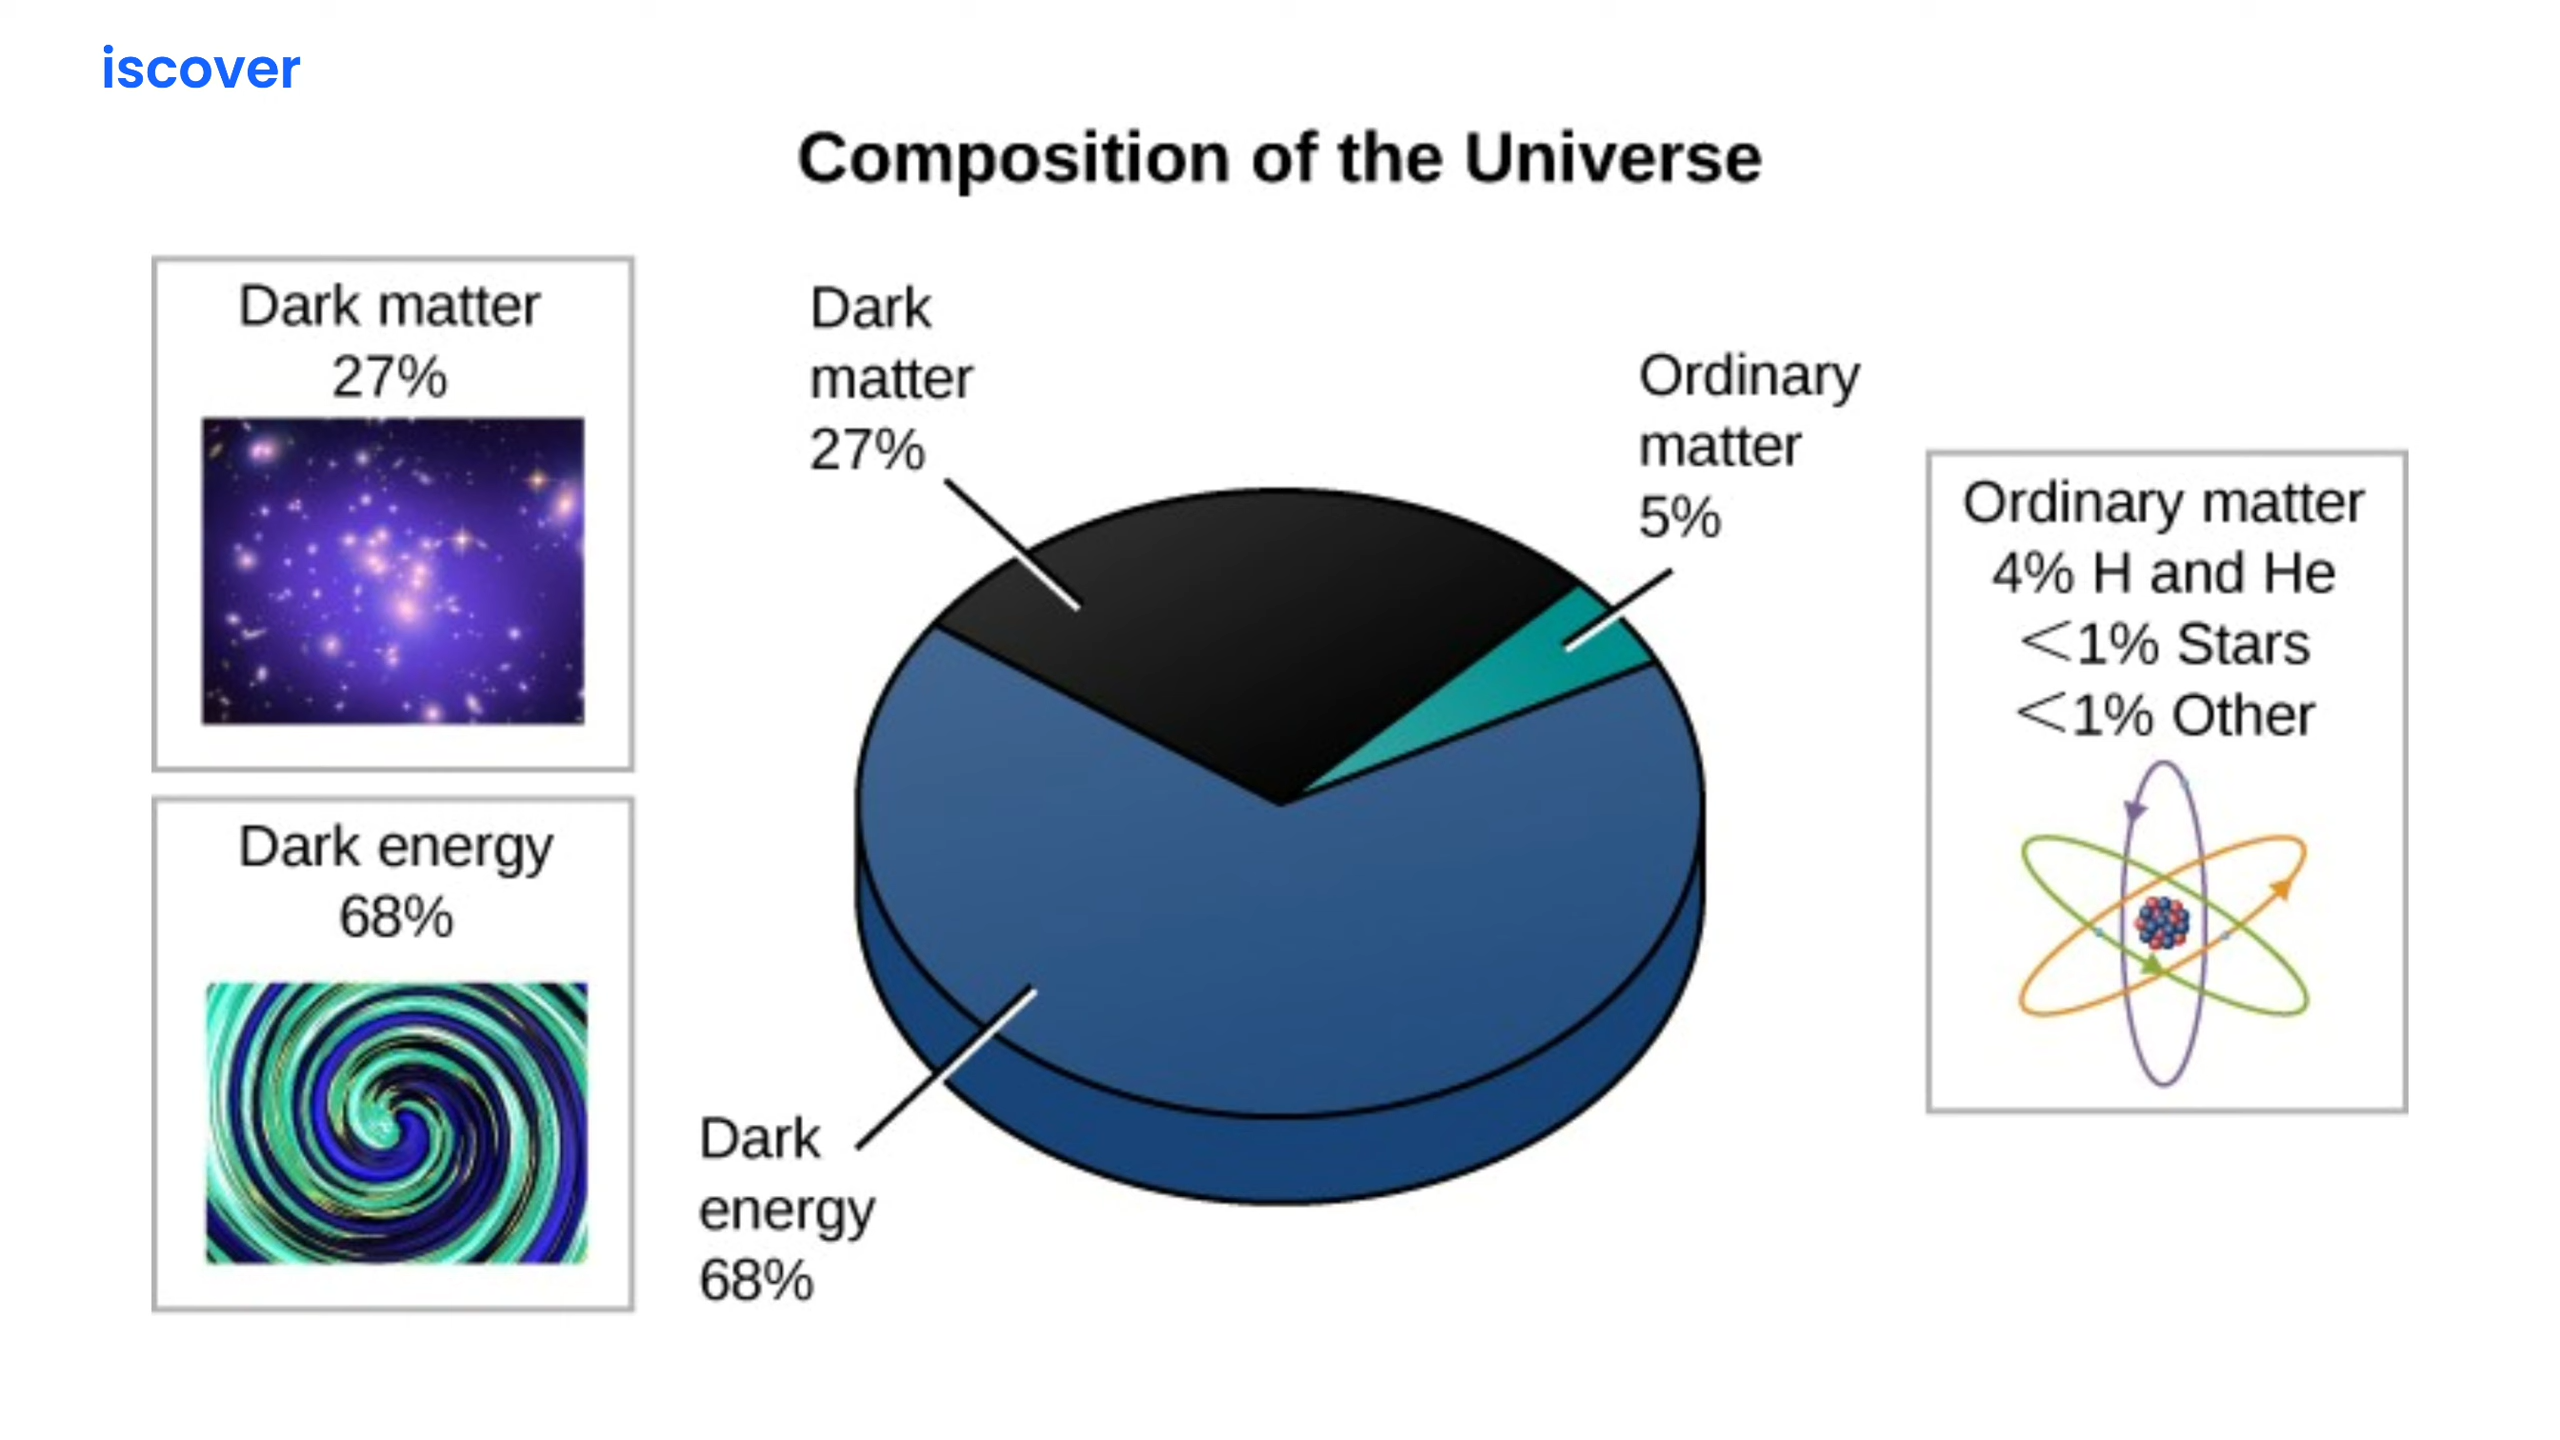 iscover
Composition of the Universe
Dark matter
27%
Dark energy
68%
Dark
matter
27%
Ordinary
matter
5%
Dark
energy
68%
Ordinary matter
4% H and He
<1% Stars
<1% Other